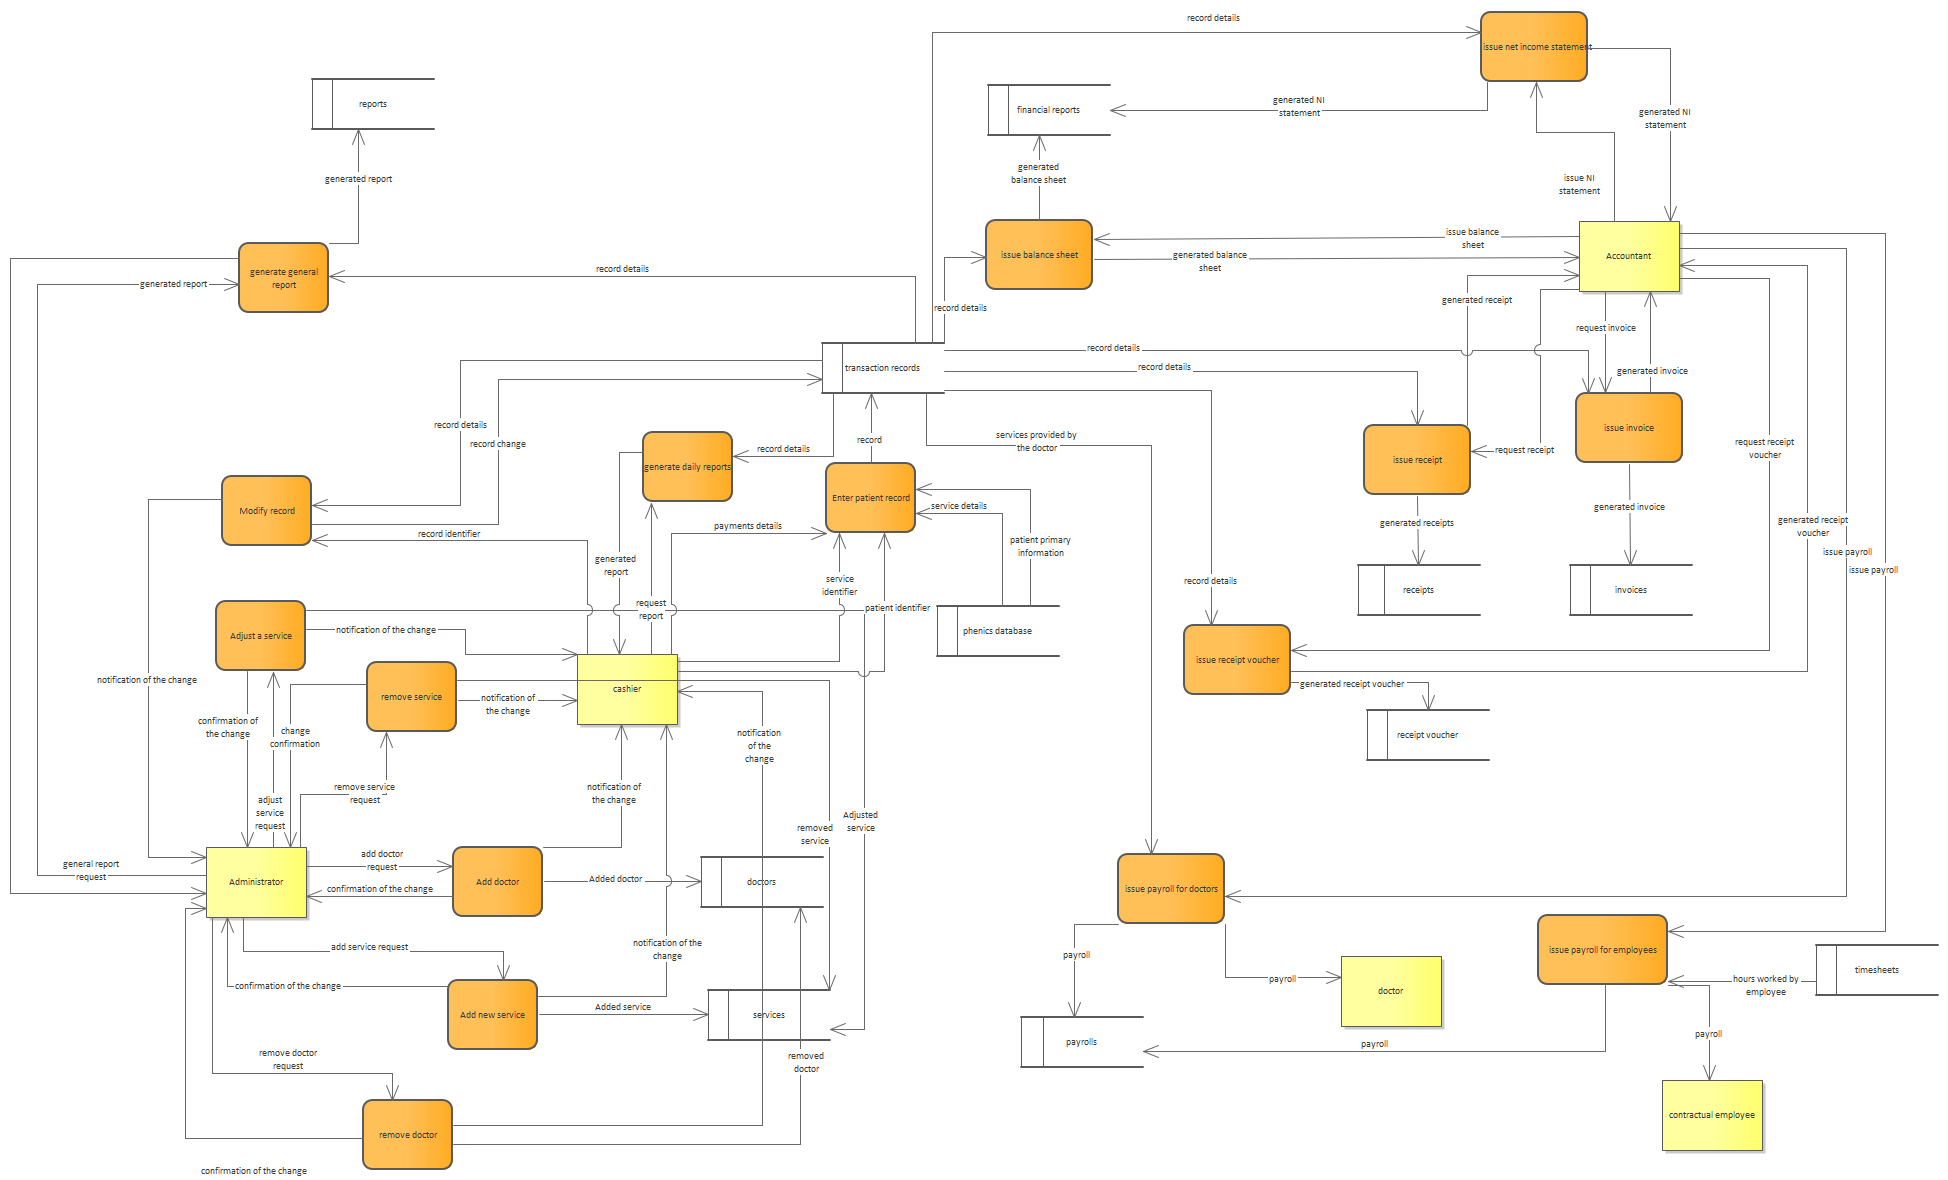 record details
issue net income statement
reports
financial reports
generated NI
statement
generated NI
statement
generated report
generated
balance sheet
issue NI
statement
issue balance
sheet
issue balance sheet
generated balance
sheet
Accountant
generate general
report
record details
generated report
record details
generated receipt
request invoice
record details
transaction records
record details
generated invoice
record details
record change
record
services provided by
the doctor
record details
issue invoice
request receipt
voucher
request receipt
issue receipt
generate daily reports
Enter patient record
service details
Modify record
generated invoice
generated receipts
generated receipt
voucher
payments details
record identifier
patient primary
information
issue payroll
issue payroll
generated
report
service
identifier
record details
receipts
invoices
request
report
patient identifier
notification of the change
Adjust a service
phenics database
issue receipt voucher
notification of the change
generated receipt voucher
cashier
remove service
notification of
the change
confirmation of
the change
change
confirmation
notification
of the
change
receipt voucher
remove service
request
notification of
the change
adjust
service
request
removed
service
Adjusted
service
add doctor
request
general report
request
Administrator
Add doctor
Added doctor
doctors
confirmation of the change
issue payroll for doctors
add service request
notification of the
change
payroll
issue payroll for employees
timesheets
confirmation of the change
payroll
hours worked by
employee
doctor
Added service
Add new service
services
payroll
payrolls
payroll
remove doctor
request
removed
doctor
contractual employee
remove doctor
confirmation of the change